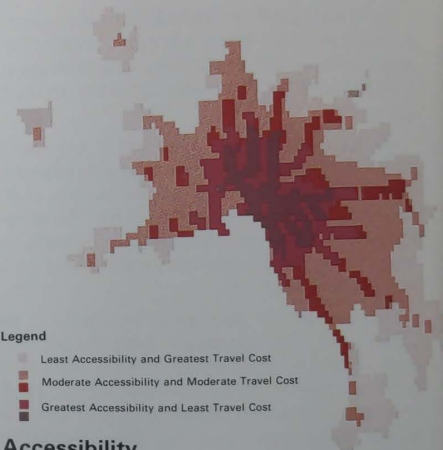 Legend
Least Accessibility and Greatest Travel Cost
Moderate Accessibility and Moderate Travel Cost
Greatest Accessibility and Least Travel Cost
Accessibility